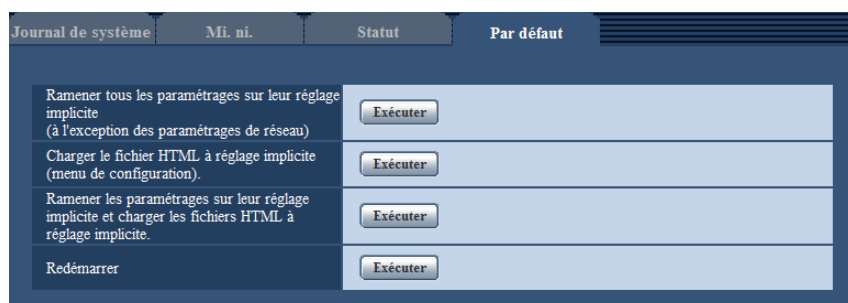 Journal de système Mi. ni. Statut Par défaut
Ramener tous les paramétrages sur leur réglage
implicite
(à l'exception des paramétrages de réseau)
Exécuter
Charger le fichier HTML à réglage implicite
(menu de configuration).
Exécuter
Ramener les paramétrages sur leur réglage
implicite et charger les fichiers HTML à
réglage implicite.
Exécuter
Redémarrer
Exécuter